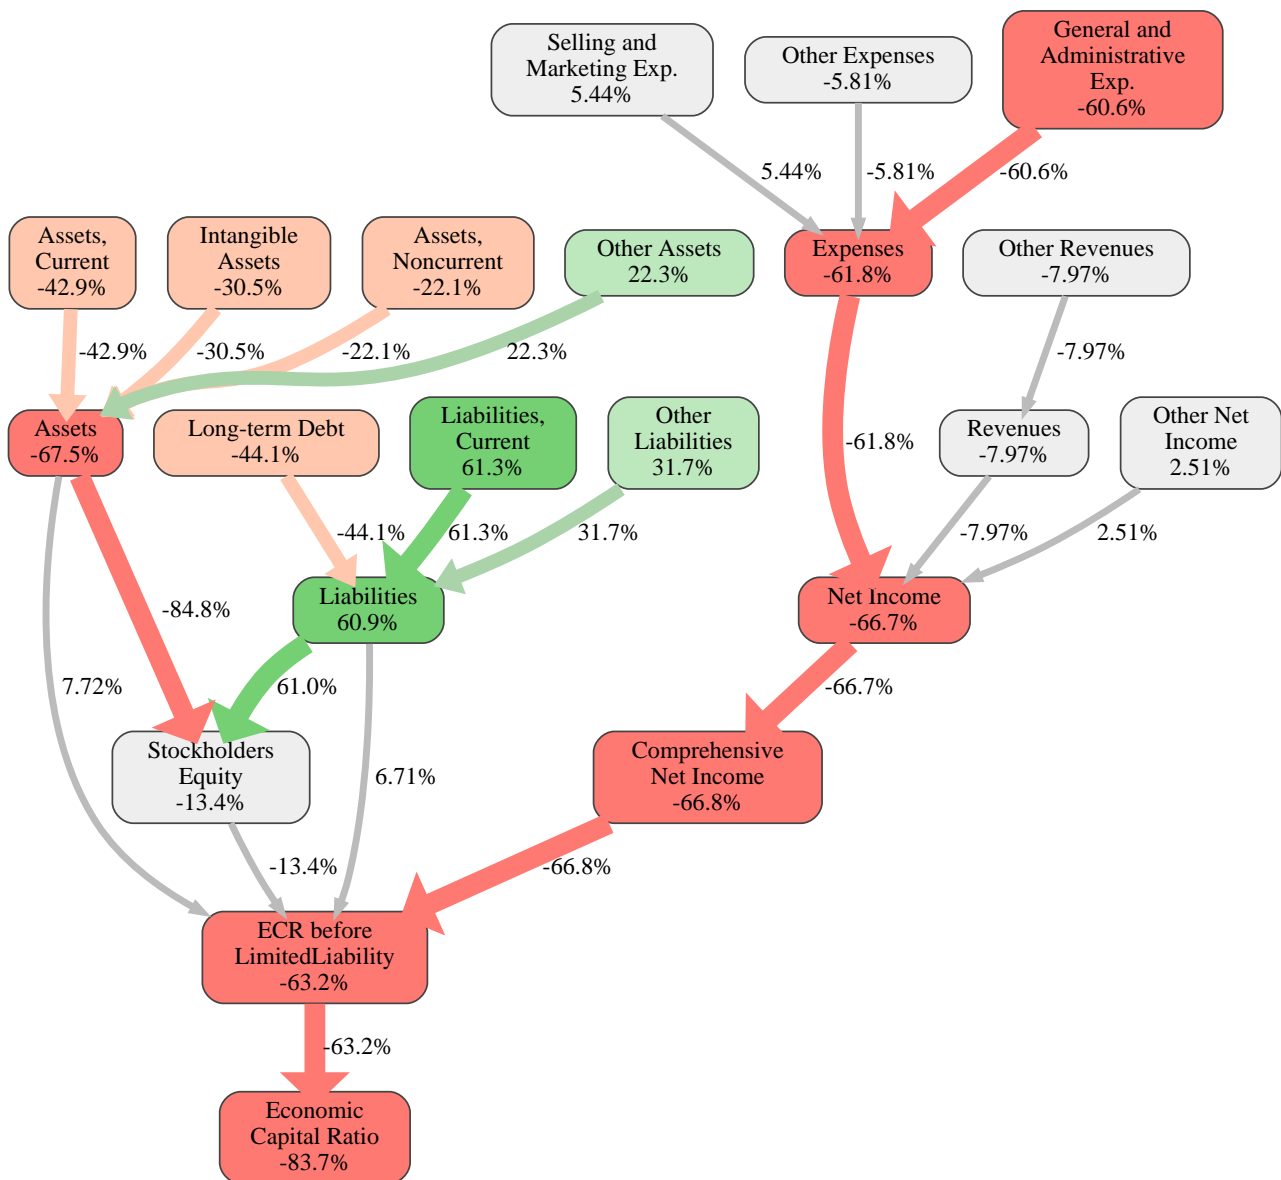 Selling and
Marketing Exp.
5.44%
Other Expenses
-5.81%
General and
Administrative
Exp.
-60.6%
5.44%
-5.81%
-60.6%
Assets,
Current
-42.9%
Intangible
Assets
-30.5%
Assets,
Noncurrent
-22.1%
Other Assets
22.3%
Expenses
-61.8%
Other Revenues
-7.97%
-42.9%
-30.5%
-22.1%
22.3%
-7.97%
Assets
-67.5%
Long-term Debt
-44.1%
Liabilities,
Current
61.3%
Other
Liabilities
31.7%
-61.8%
Revenues
-7.97%
Other Net
Income
2.51%
-44.1%
61.3%
31.7%
-7.97%
2.51%
Liabilities
60.9%
Net Income
-66.7%
-84.8%
7.72%
61.0%
-66.7%
Stockholders
Equity
-13.4%
6.71%
Comprehensive
Net Income
-66.8%
-13.4%
-66.8%
ECR before
LimitedLiability
-63.2%
-63.2%
Economic
Capital Ratio
-83.7%